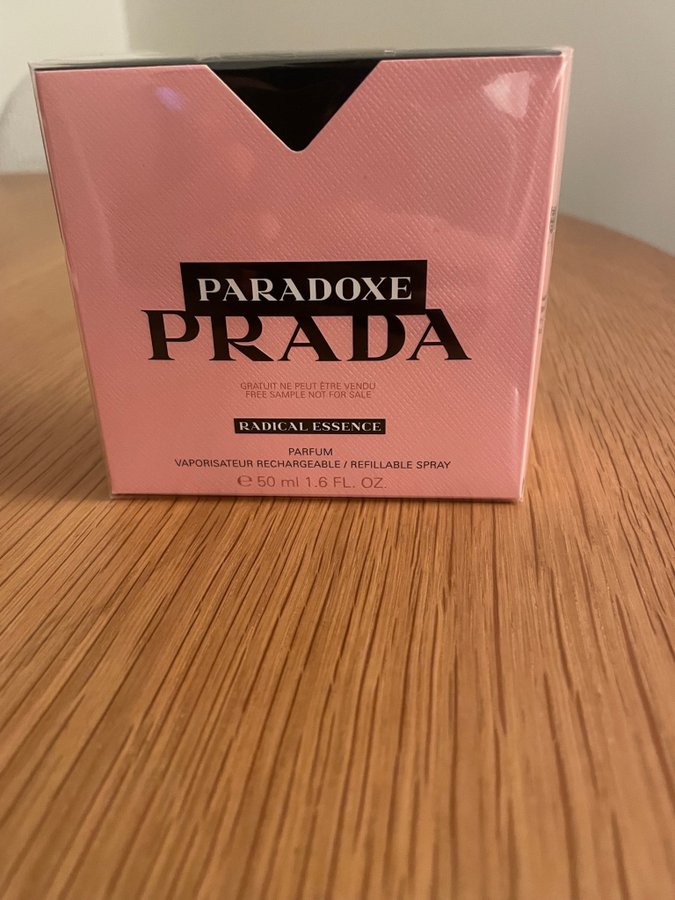 PARADOXE
PRADA
GRATUIT NE PEUT ÊTRE VENDU
FREE SAMPLE NOT FOR SALE
RADICAL ESSENCE
PARFUM
VAPORISATEUR RECHARGEABLE / REFILLABLE SPRAY
℮ 50 ml 1.6 FL. OZ.